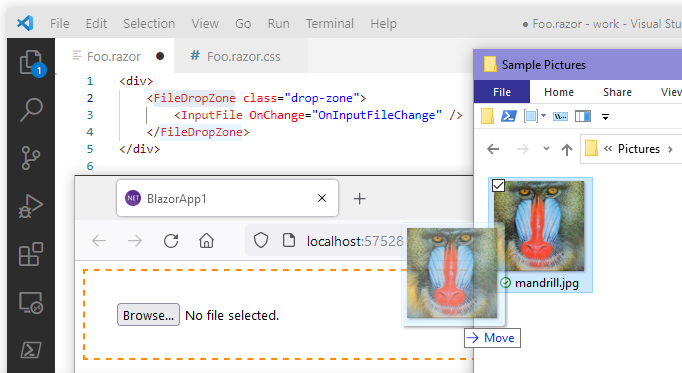 File Edit Selection View Go Run Terminal Help ● Foo.razor - work - Visual Stu
Foo.razor ● # Foo.razor.css
1 <div>
2 <FileDropZone class="drop-zone">
3 <InputFile OnChange="OnInputFileChange" />
4 </FileDropZone>
5 </div>
6
1
Sample Pictures
File Home Share View
« Pictures
mandrill.jpg
NET BlazorApp1
localhost:57528
Browse... No file selected.
Move